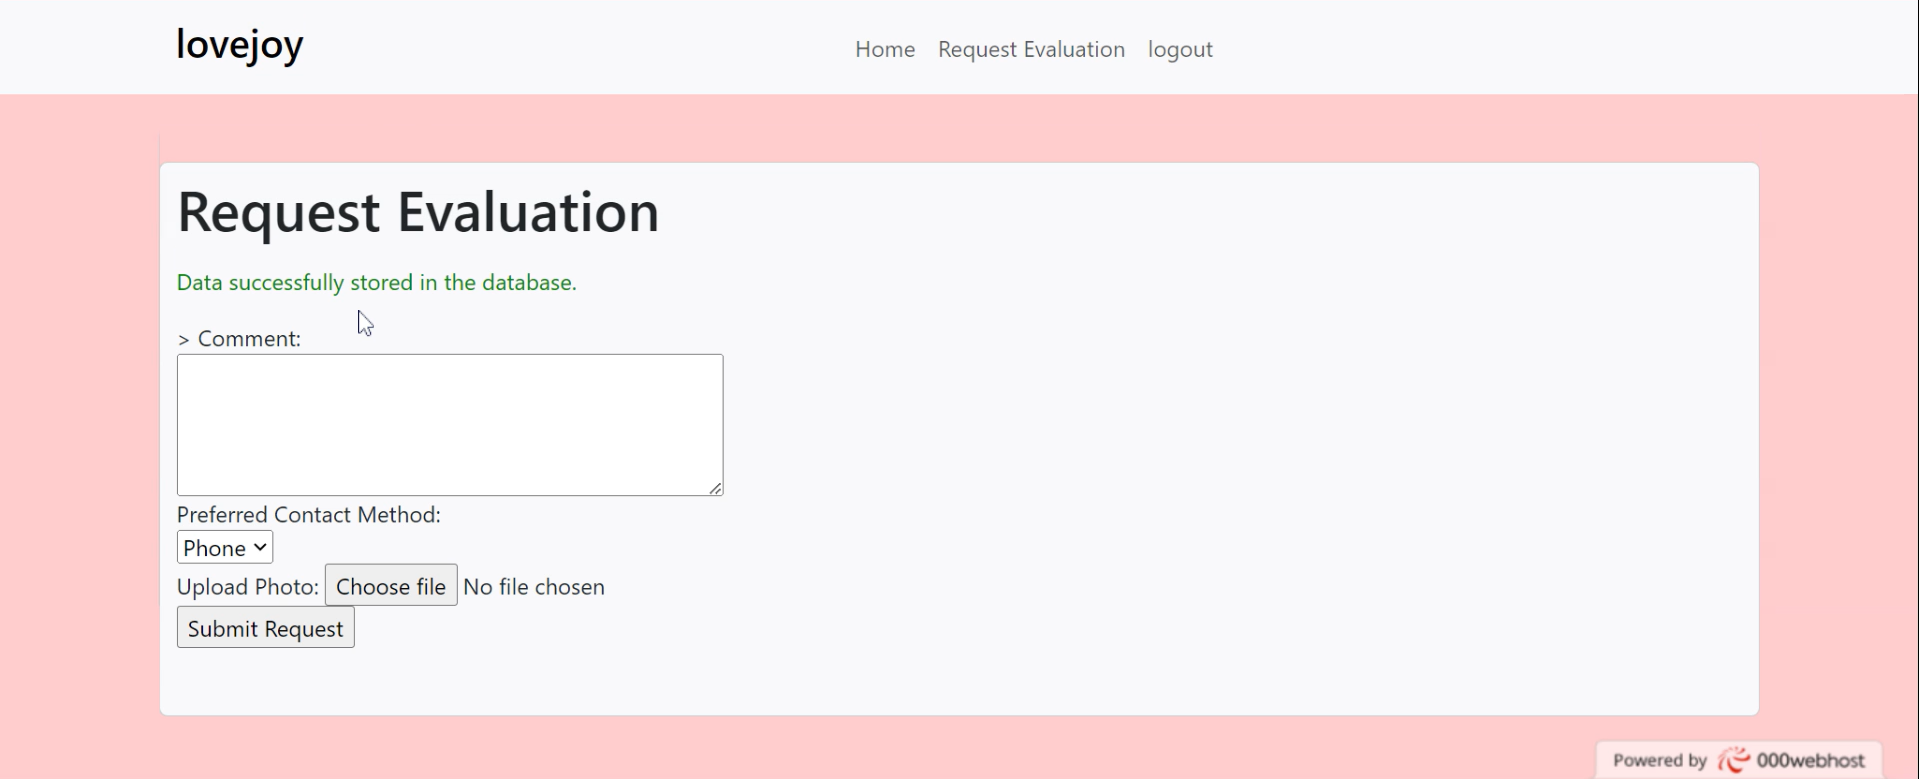 lovejoy
Home Request Evaluation logout
Request Evaluation
Data successfully stored in the database.
> Comment:
Preferred Contact Method:
Phone
Upload Photo: Choose file No file chosen
Submit Request
Powered by 000webhost